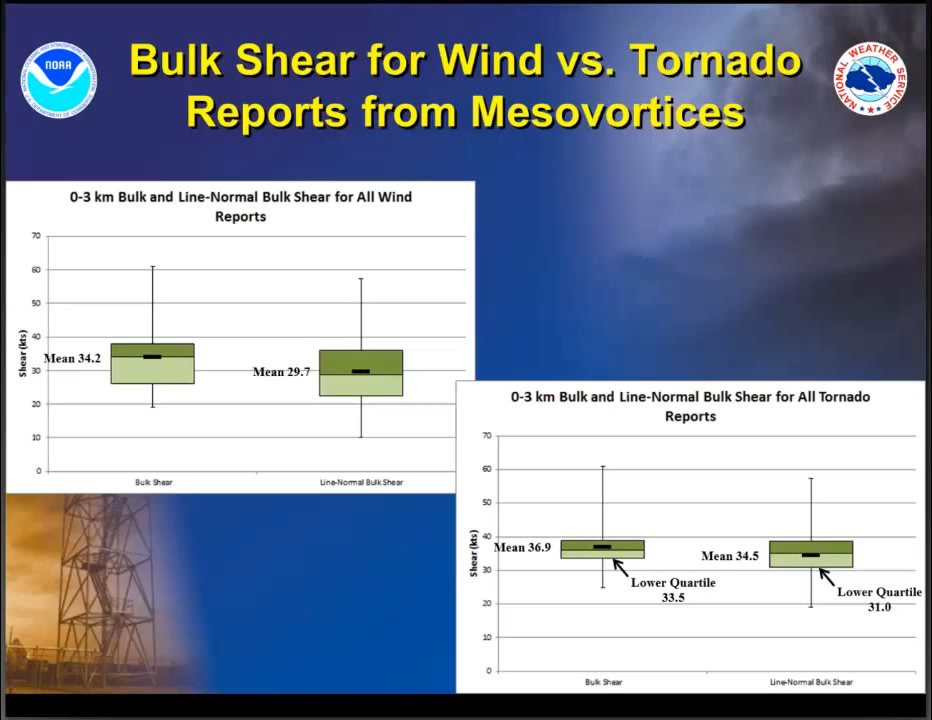 Bulk Shear for Wind vs. Tornado
Reports from Mesovortices
NOAA
NATIONAL WEATHER SERVICE
0-3 km Bulk and Line-Normal Bulk Shear for All Wind
Reports
70
60
50
40
30
20
10
0
Shear (kts)
Mean 34.2
Mean 29.7
Bulk Shear
Line-Normal Bulk Shear
0-3 km Bulk and Line-Normal Bulk Shear for All Tornado
Reports
70
60
50
40
30
20
10
0
Shear (kts)
Mean 36.9
Mean 34.5
Lower Quartile
33.5
Lower Quartile
31.0
Bulk Shear
Line-Normal Bulk Shear